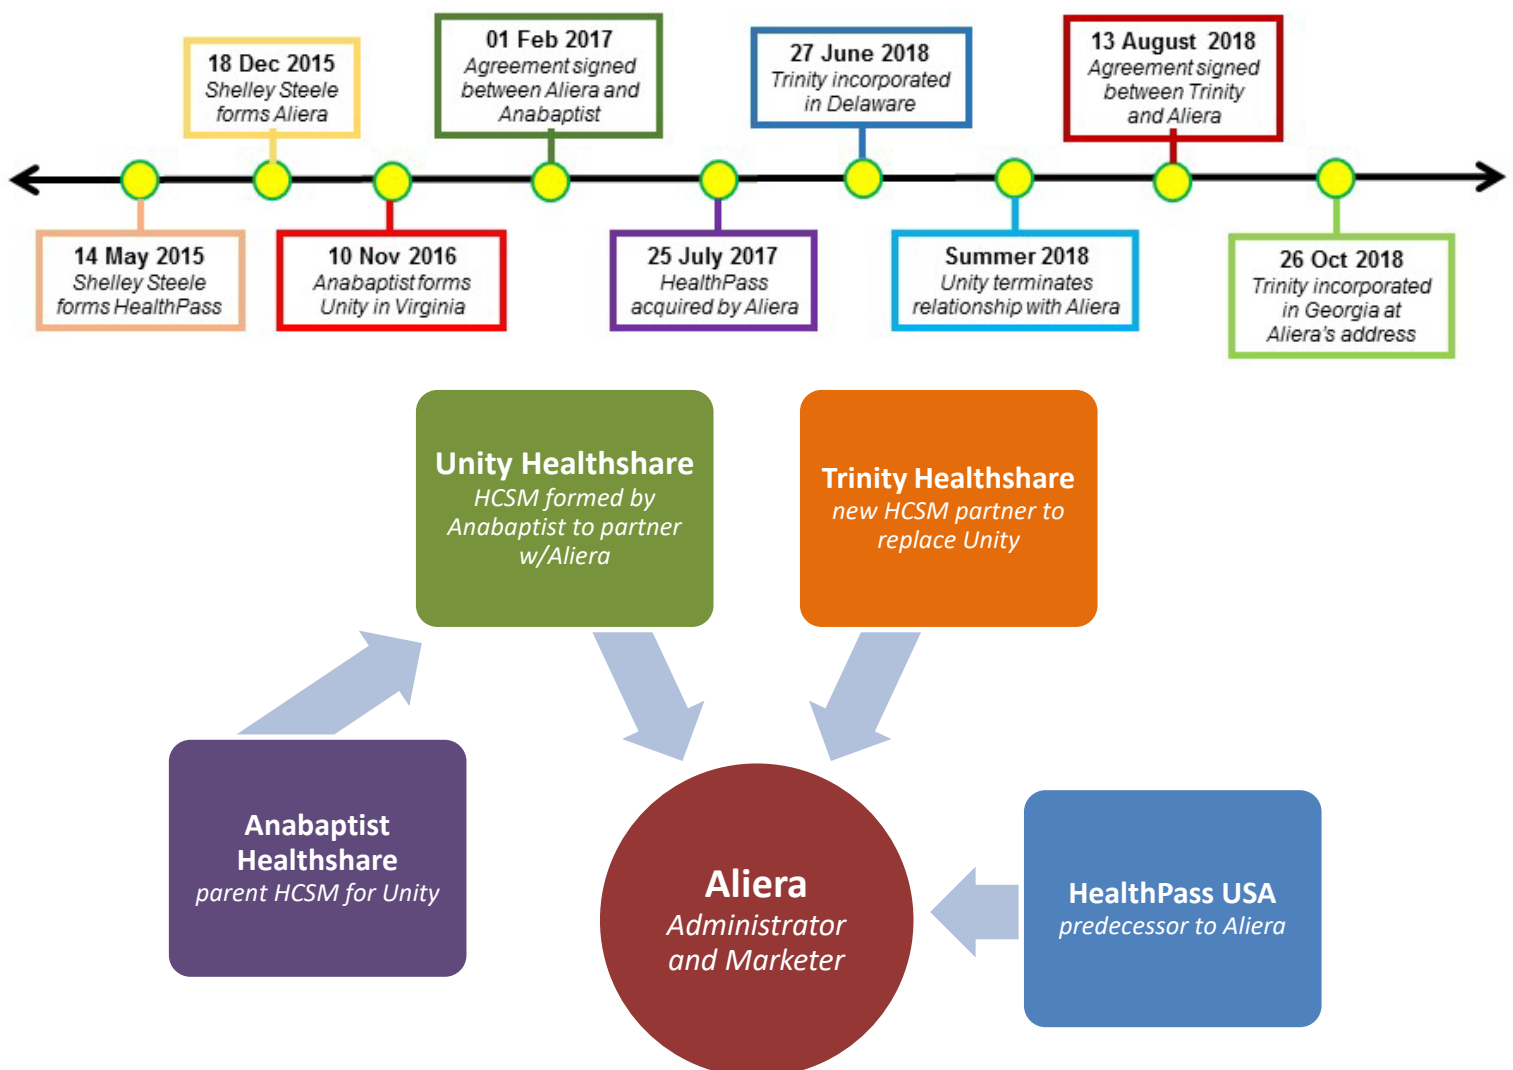 18 Dec 2015
Shelley Steele
forms Aliera
01 Feb 2017
Agreement signed
between Aliera and
Anabaptist
27 June 2018
Trinity incorporated
in Delaware
13 August 2018
Agreement signed
between Trinity
and Aliera
14 May 2015
Shelley Steele
forms HealthPass
10 Nov 2016
Anabaptist forms
Unity in Virginia
25 July 2017
HealthPass
acquired by Aliera
Summer 2018
Unity terminates
relationship with Aliera
26 Oct 2018
Trinity incorporated
in Georgia at
Aliera's address
Unity Healthshare
HCSM formed by
Anabaptist to partner
w/Aliera
Trinity Healthshare
new HCSM partner to
replace Unity
Anabaptist
Healthshare
parent HCSM for Unity
Aliera
Administrator
and Marketer
HealthPass USA
predecessor to Aliera